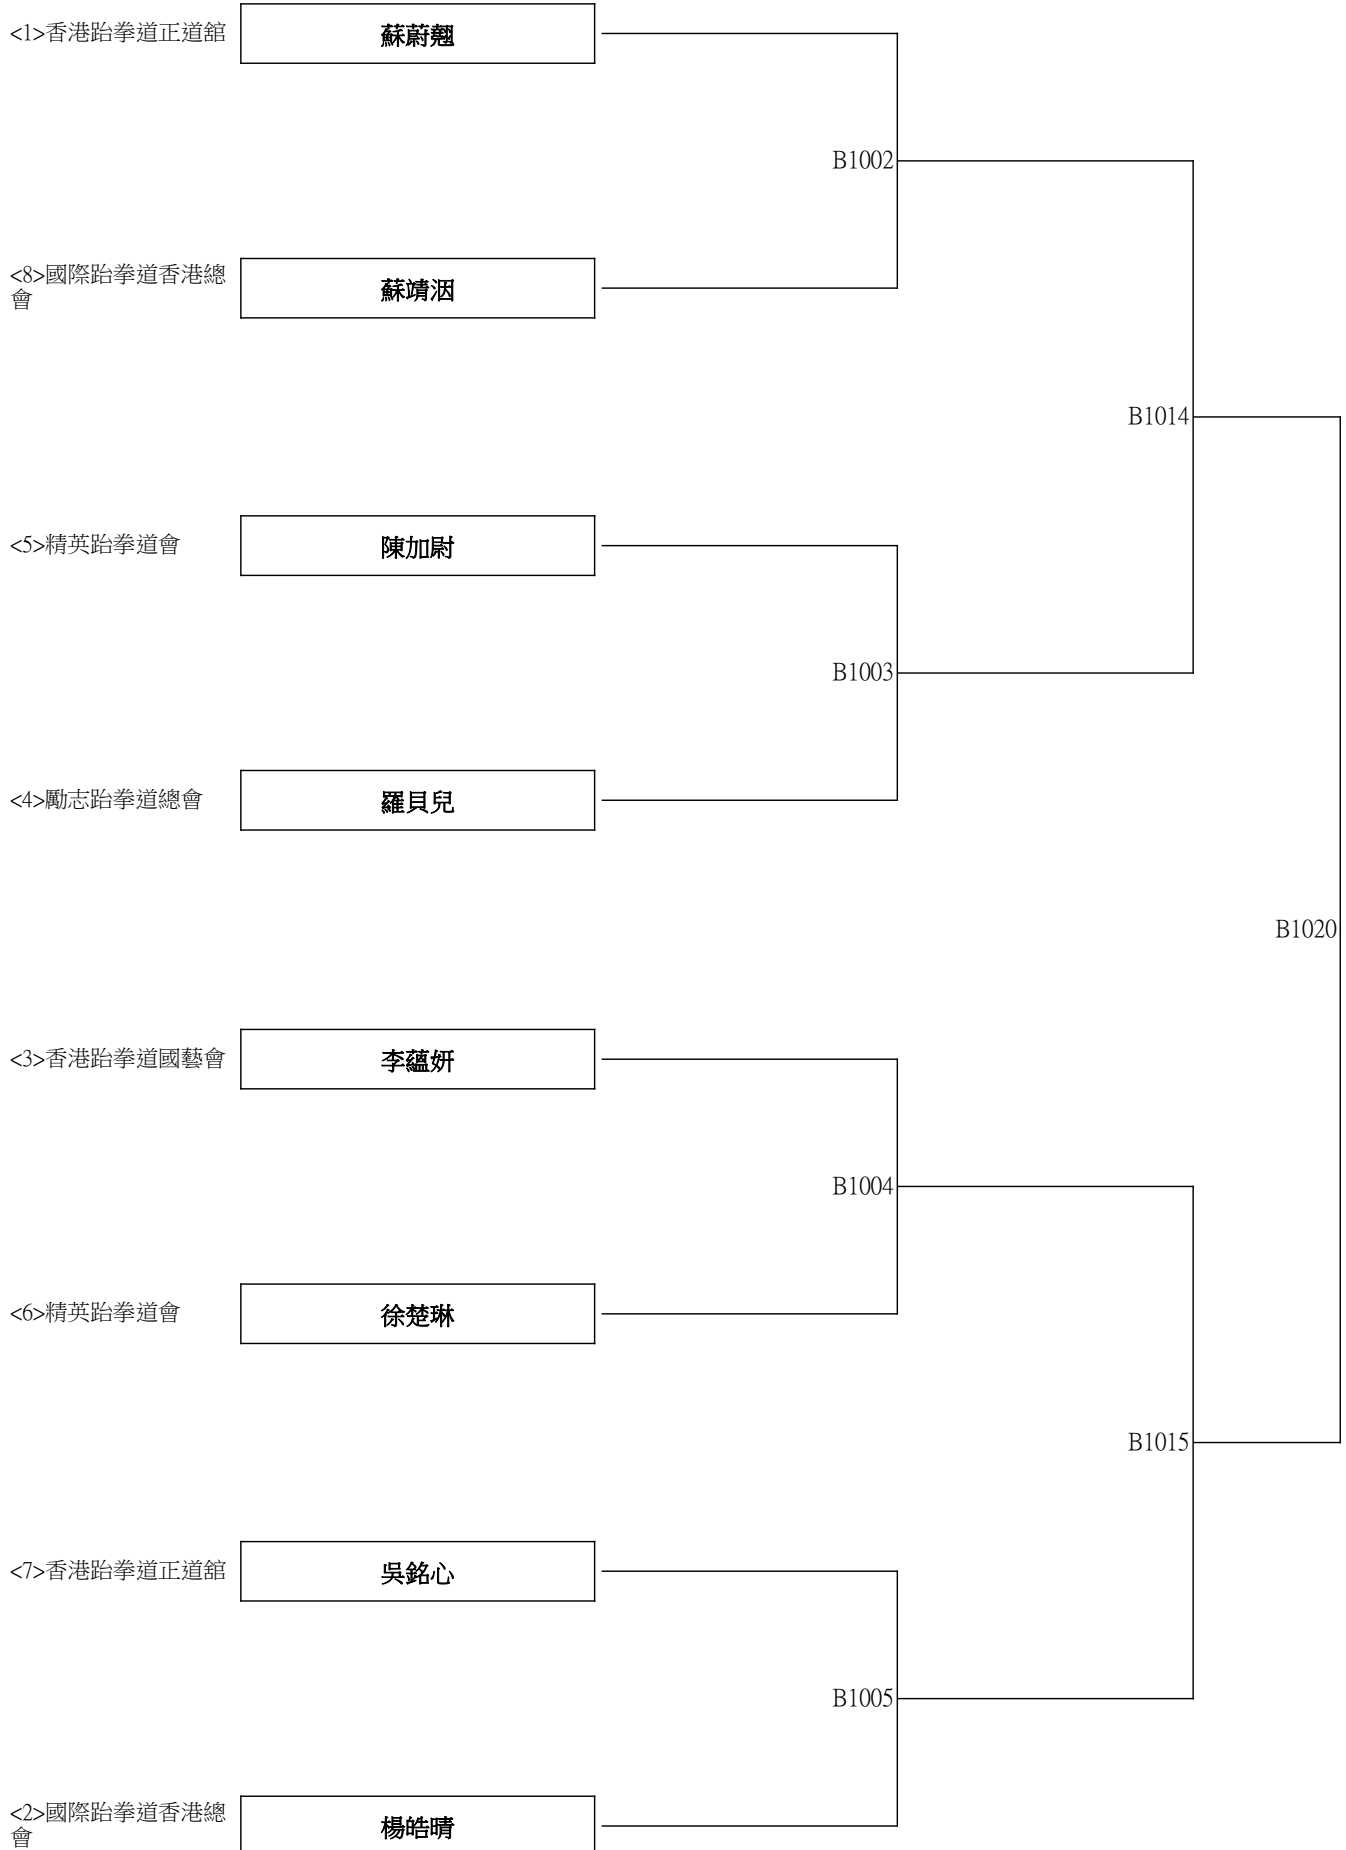 <1>香港跆拳道正道舘
蘇蔚翹
B1002
<8>國際跆拳道香港總
會
蘇靖洇
B1014
<5>精英跆拳道會
陳加尉
B1003
<4>勵志跆拳道總會
羅貝兒
B1020
<3>香港跆拳道國藝會
李蘊妍
B1004
<6>精英跆拳道會
徐楚琳
B1015
<7>香港跆拳道正道舘
吳銘心
B1005
<2>國際跆拳道香港總
會
楊皓晴